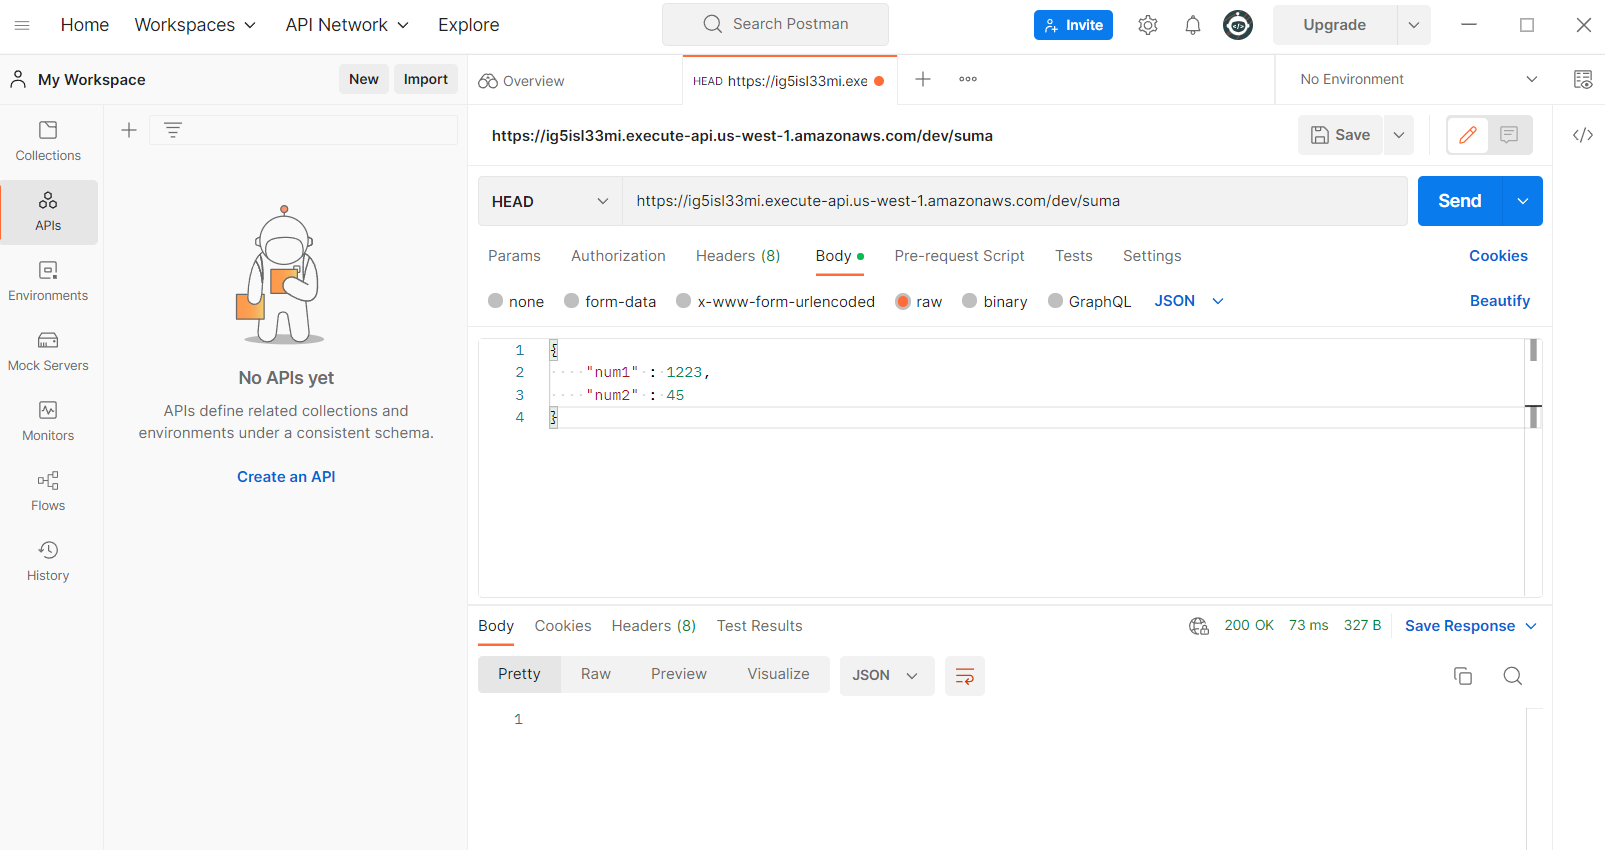 Home Workspaces API Network Explore Search Postman Invite Upgrade
My Workspace New Import Overview HEAD https://ig5isl33mi.exe No Environment
Collections
APIs
Environments
Mock Servers
Monitors
Flows
History
No APIs yet
APIs define related collections and
environments under a consistent schema.
Create an API
https://ig5isl33mi.execute-api.us-west-1.amazonaws.com/dev/suma Save
HEAD https://ig5isl33mi.execute-api.us-west-1.amazonaws.com/dev/suma Send
Params Authorization Headers (8) Body Pre-request Script Tests Settings Cookies
none form-data x-www-form-urlencoded raw binary GraphQL JSON Beautify
1 {
2 "num1" : 1223,
3 "num2" : 45
4 }
Body Cookies Headers (8) Test Results 200 OK 73 ms 327 B Save Response
Pretty Raw Preview Visualize JSON
1